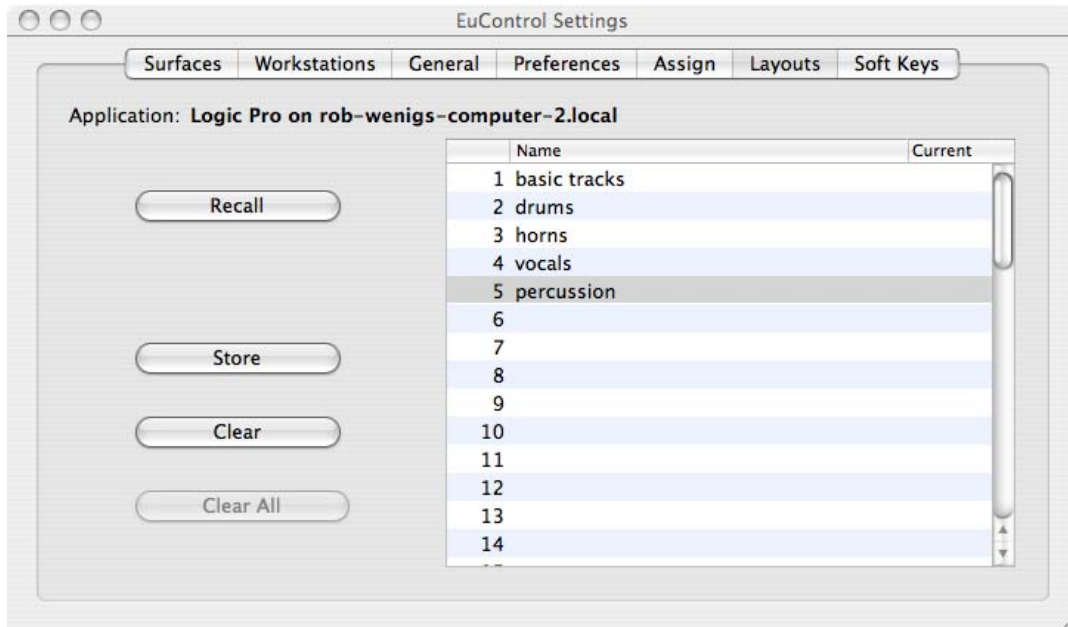 EuControl Settings
Surfaces Workstations General Preferences Assign Layouts Soft Keys
Application: Logic Pro on rob-wenigs-computer-2.local
Name Current
1 basic tracks
Recall
2 drums
3 horns
4 vocals
5 percussion
6
7
Store
8
9
Clear
10
11
12
Clear All
13
14